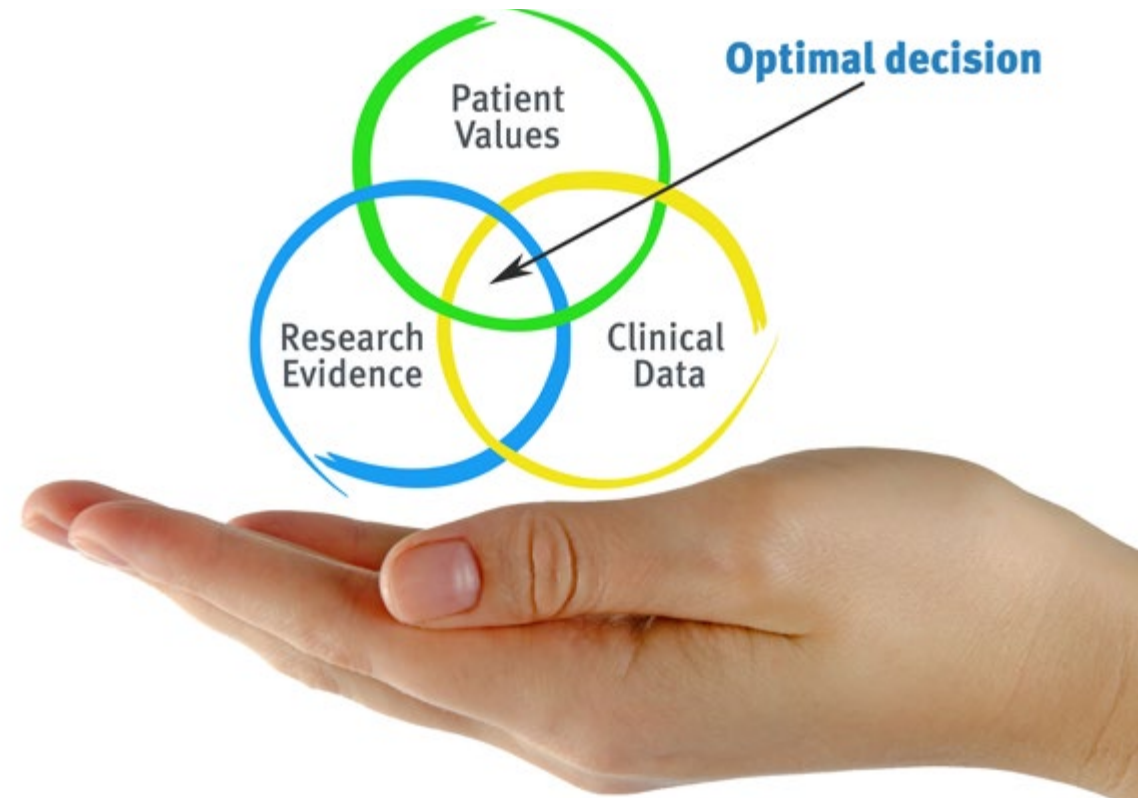 Optimal decision
Patient
Values
Research
Evidence
Clinical
Data